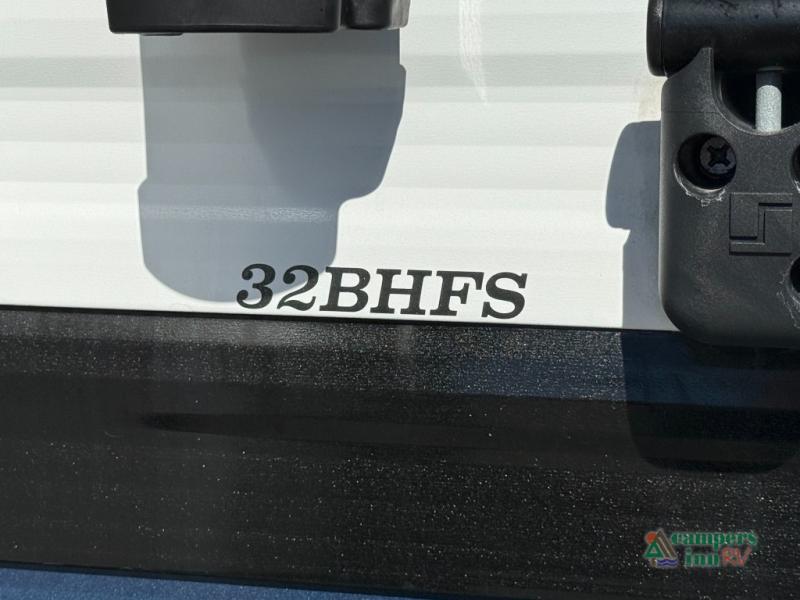 32BHFS
campers
inn RV